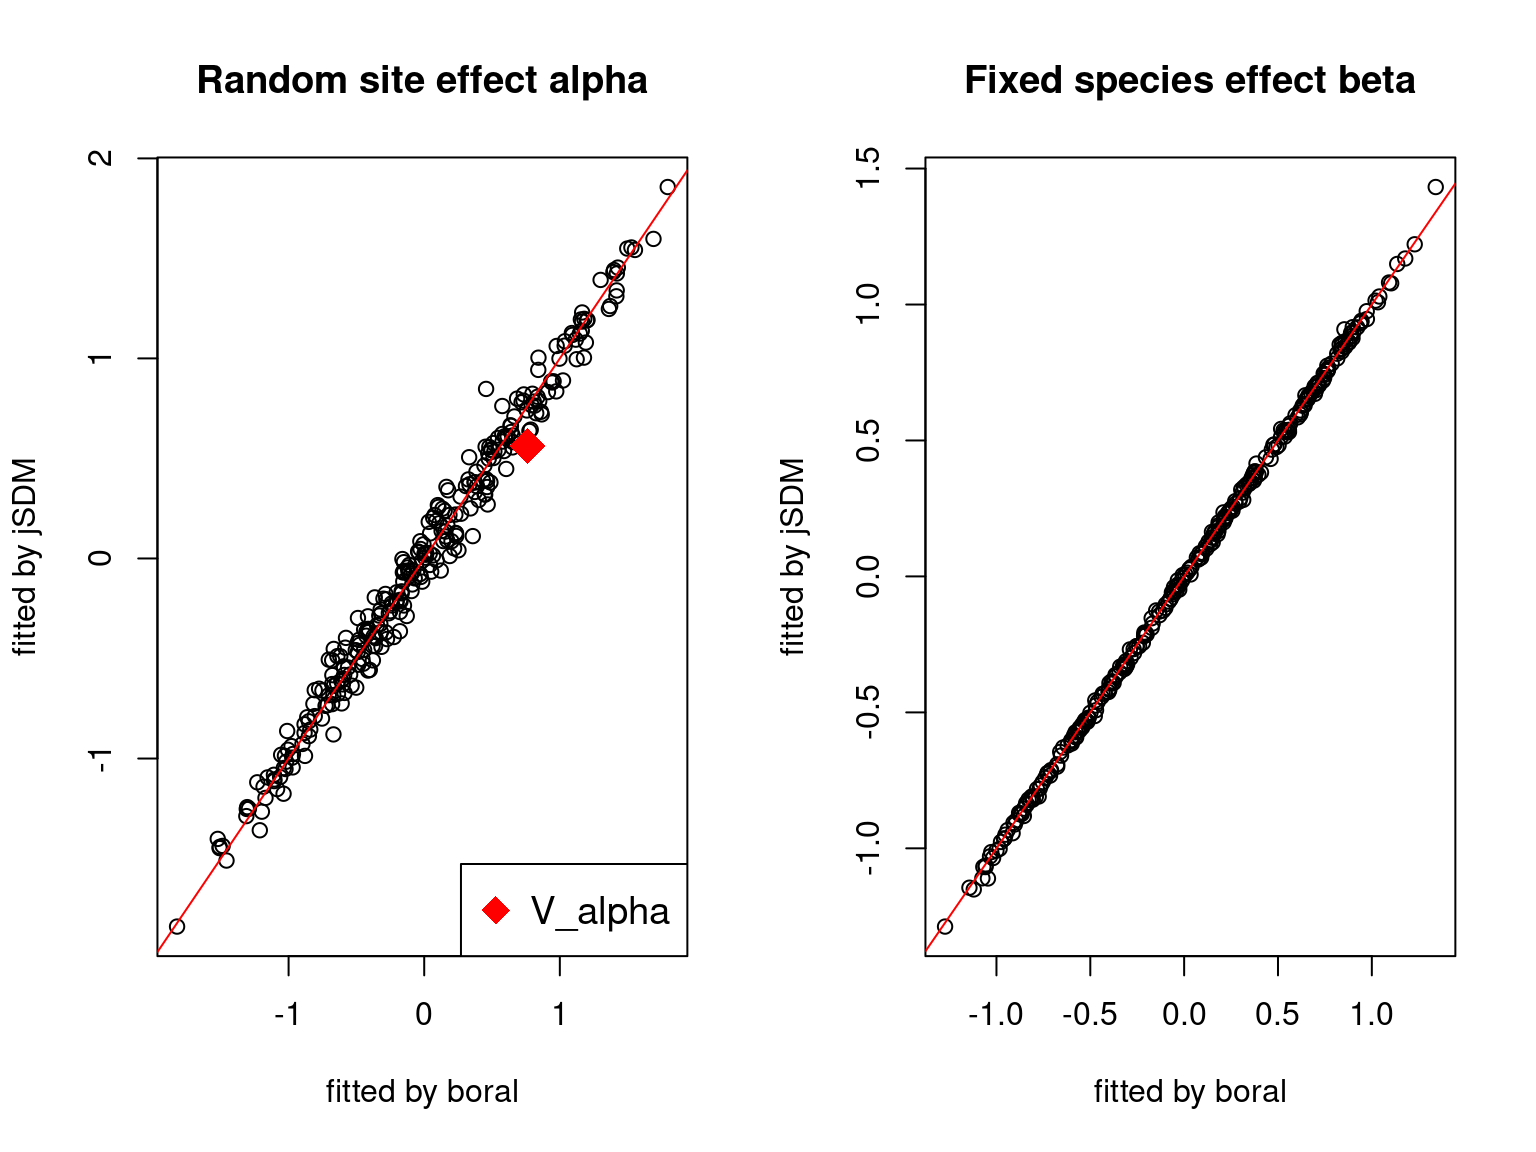 Random site effect alpha
fitted by jSDM
2
1
0
-1
-1 0 1
fitted by boral
V_alpha
Fixed species effect beta
fitted by jSDM
1.5
1.0
0.5
0.0
-0.5
-1.0
-1.0 -0.5 0.0 0.5 1.0
fitted by boral